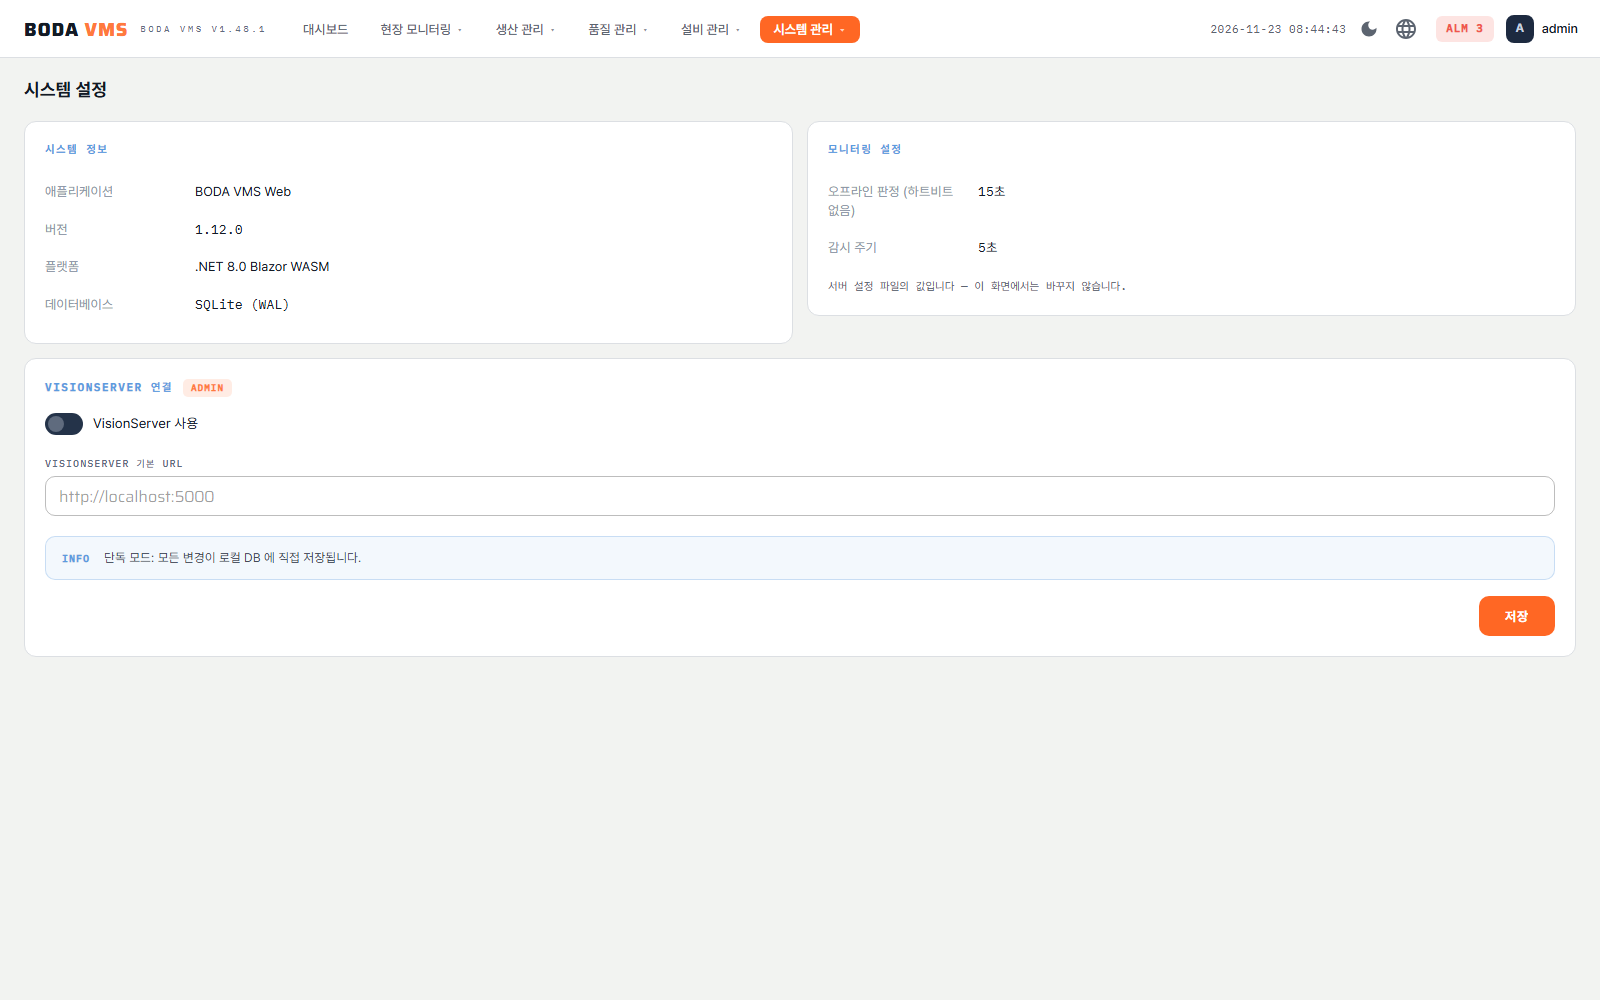 BODA VMS BODA VMS V1.48.1 대시보드 현장 모니터링 생산 관리 품질 관리 설비 관리 시스템 관리 2026-11-23 08:44:43 ALM 3 A admin
시스템 설정
시스템 정보
애플리케이션 BODA VMS Web
버전 1.12.0
플랫폼 .NET 8.0 Blazor WASM
데이터베이스 SQLite (WAL)
모니터링 설정
오프라인 판정 (하트비트 15초
없음)
감시 주기 5초
서버 설정 파일의 값입니다 — 이 화면에서는 바꾸지 않습니다.
VISIONSERVER 연결 ADMIN
VisionServer 사용
VISIONSERVER 기본 URL
http://localhost:5000
INFO 단독 모드: 모든 변경이 로컬 DB 에 직접 저장됩니다.
저장